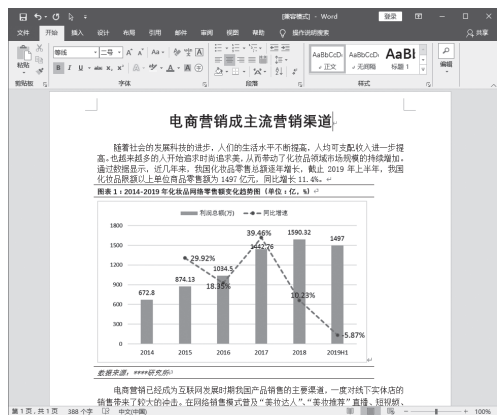 [兼容模式] - Word
登录
文件 开始 插入 设计 布局 引用 邮件 审阅 视图 帮助 操作说明搜索 共享
粘贴
等线 二号
AaBbCcDc AaBbCcDc AaBl
正文 无间隔 标题 1
编辑
剪贴板 字体 段落 样式
电商营销成主流营销渠道
随着社会的发展科技的进步，人们的生活水平不断提高，人均可支配收入进一步提
高。也越来越多的人开始追求时尚追求美，从而带动了化妆品领域市场规模的持续增加。
通过数据显示，近几年来，我国化妆品零售总额逐年增长，截止 2019 年上半年，我国
化妆品限额以上单位商品零售额为 1497 亿元，同比增长 11.4%。
图表 1：2014-2019 年化妆品网络零售额变化趋势图（单位：亿，%）
利润总额(万) 同比增速
1800
1500
1200
900
600
300
0
672.8
874.13
1034.5
1442.76
1590.32
1497
29.92%
18.35%
39.46%
10.23%
-5.87%
2014 2015 2016 2017 2018 2019H1
数据来源：****研究所
电商营销已经成为互联网发展时期我国产品销售的主要渠道，一度对线下实体店的
销售带来了较大的冲击。在网络销售模式普及“美妆达人”、“美妆推荐”直播、短视频、
第 1 页，共 1 页 388 个字 中文(中国) 100%